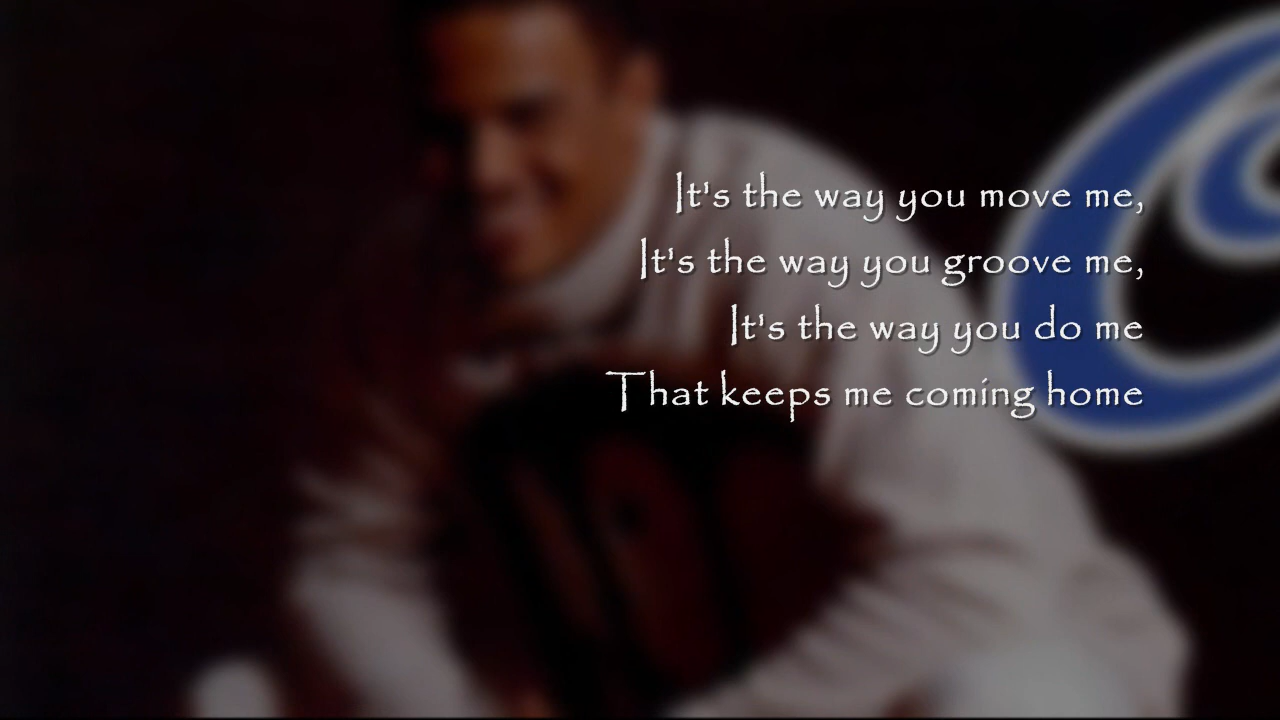 It's the way you move me,
It's the way you groove me,
It's the way you do me
That keeps me coming home